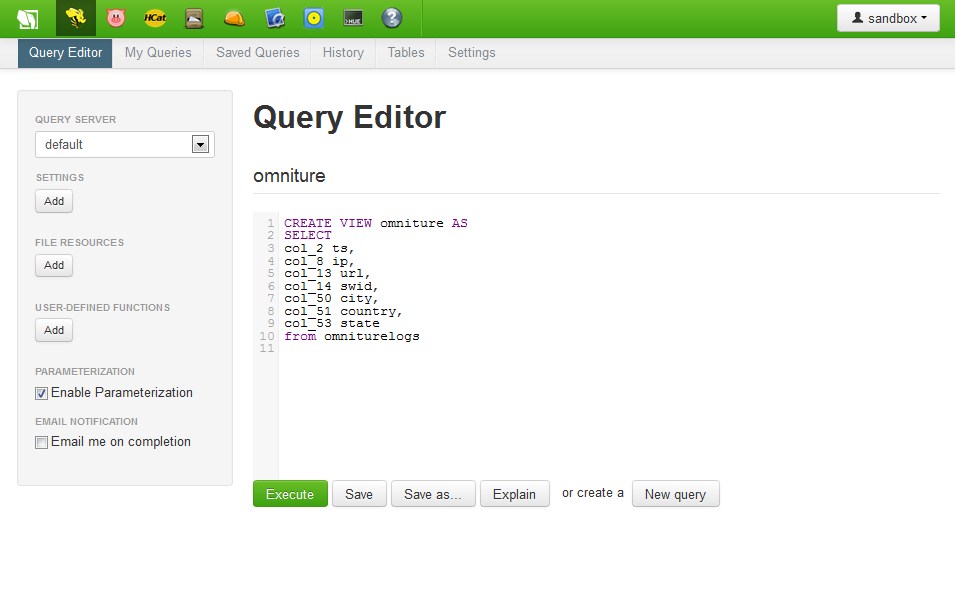 HCat
HUE
sandbox
Query Editor My Queries Saved Queries History Tables Settings
QUERY SERVER
default
SETTINGS
Add
FILE RESOURCES
Add
USER-DEFINED FUNCTIONS
Add
PARAMETERIZATION
Enable Parameterization
EMAIL NOTIFICATION
Email me on completion
Query Editor
omniture
1 CREATE VIEW omniture AS
2 SELECT
3 col_2 ts,
4 col_8 ip,
5 col_13 url,
6 col_14 swid,
7 col_50 city,
8 col_51 country,
9 col_53 state
10 from omniturelogs
11
Execute Save Save as... Explain or create a New query